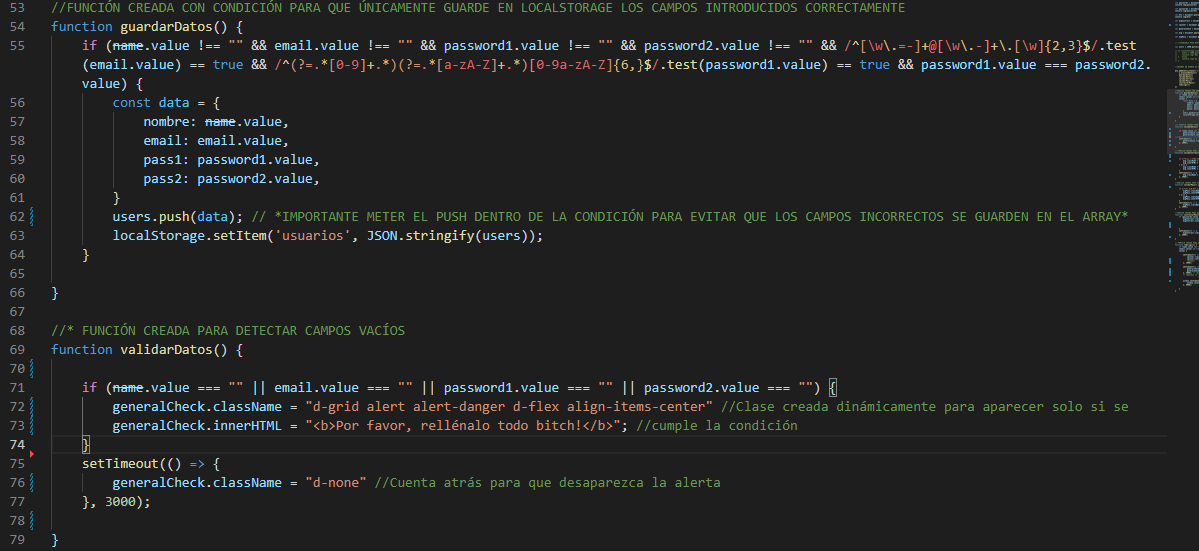 53 //FUNCIÓN CREADA CON CONDICIÓN PARA QUE ÚNICAMENTE GUARDE EN LOCALSTORAGE LOS CAMPOS INTRODUCIDOS CORRECTAMENTE
54 function guardarDatos() {
55 if (name.value !== "" && email.value !== "" && password1.value !== "" && password2.value !== "" && /^[\w\.=-]+@[\w\.-]+\.[\w]{2,3}$/.test
(email.value) == true && /^(?=.*[0-9]+.*)(?=.*[a-zA-Z]+.*)[0-9a-zA-Z]{6,}$/.test(password1.value) == true && password1.value === password2.
value) {
56 const data = {
57 nombre: name.value,
58 email: email.value,
59 pass1: password1.value,
60 pass2: password2.value,
61 }
62 users.push(data); // *IMPORTANTE METER EL PUSH DENTRO DE LA CONDICIÓN PARA EVITAR QUE LOS CAMPOS INCORRECTOS SE GUARDEN EN EL ARRAY*
63 localStorage.setItem('usuarios', JSON.stringify(users));
64 }
65
66 }
67
68 //* FUNCIÓN CREADA PARA DETECTAR CAMPOS VACÍOS
69 function validarDatos() {
70
71 if (name.value === "" || email.value === "" || password1.value === "" || password2.value === "") {
72 generalCheck.className = "d-grid alert alert-danger d-flex align-items-center" //Clase creada dinámicamente para aparecer solo si se
73 generalCheck.innerHTML = "<b>Por favor, rellénalo todo bitch!</b>"; //cumple la condición
74 }
75 setTimeout(() => {
76 generalCheck.className = "d-none" //Cuenta atrás para que desaparezca la alerta
77 }, 3000);
78
79 }